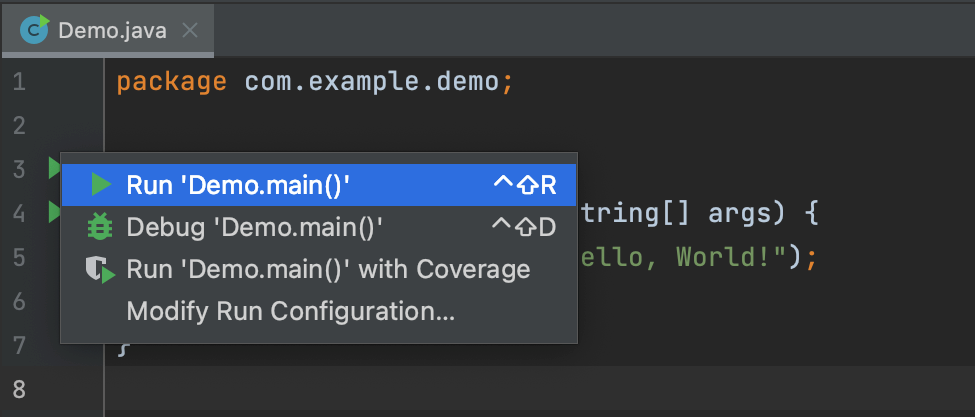 Demo.java
1 package com.example.demo;
2
3
Run 'Demo.main()' ^⇧R
4 tring[] args) {
Debug 'Demo.main()' ^⇧D
5 ello, World!");
Run 'Demo.main()' with Coverage
6
Modify Run Configuration...
7 }
8